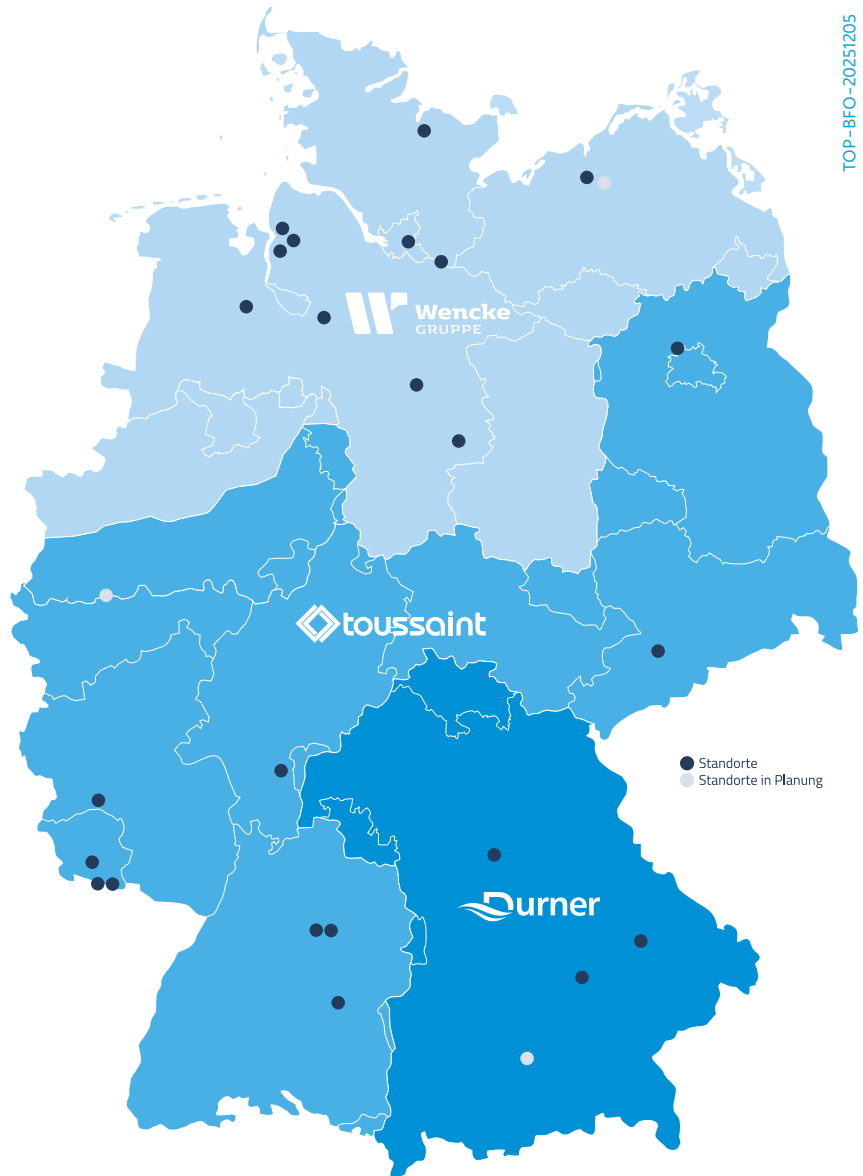 TOP-BFO-20251205
Wencke
GRUPPE
toussaint
Standorte
Standorte in Planung
Durner